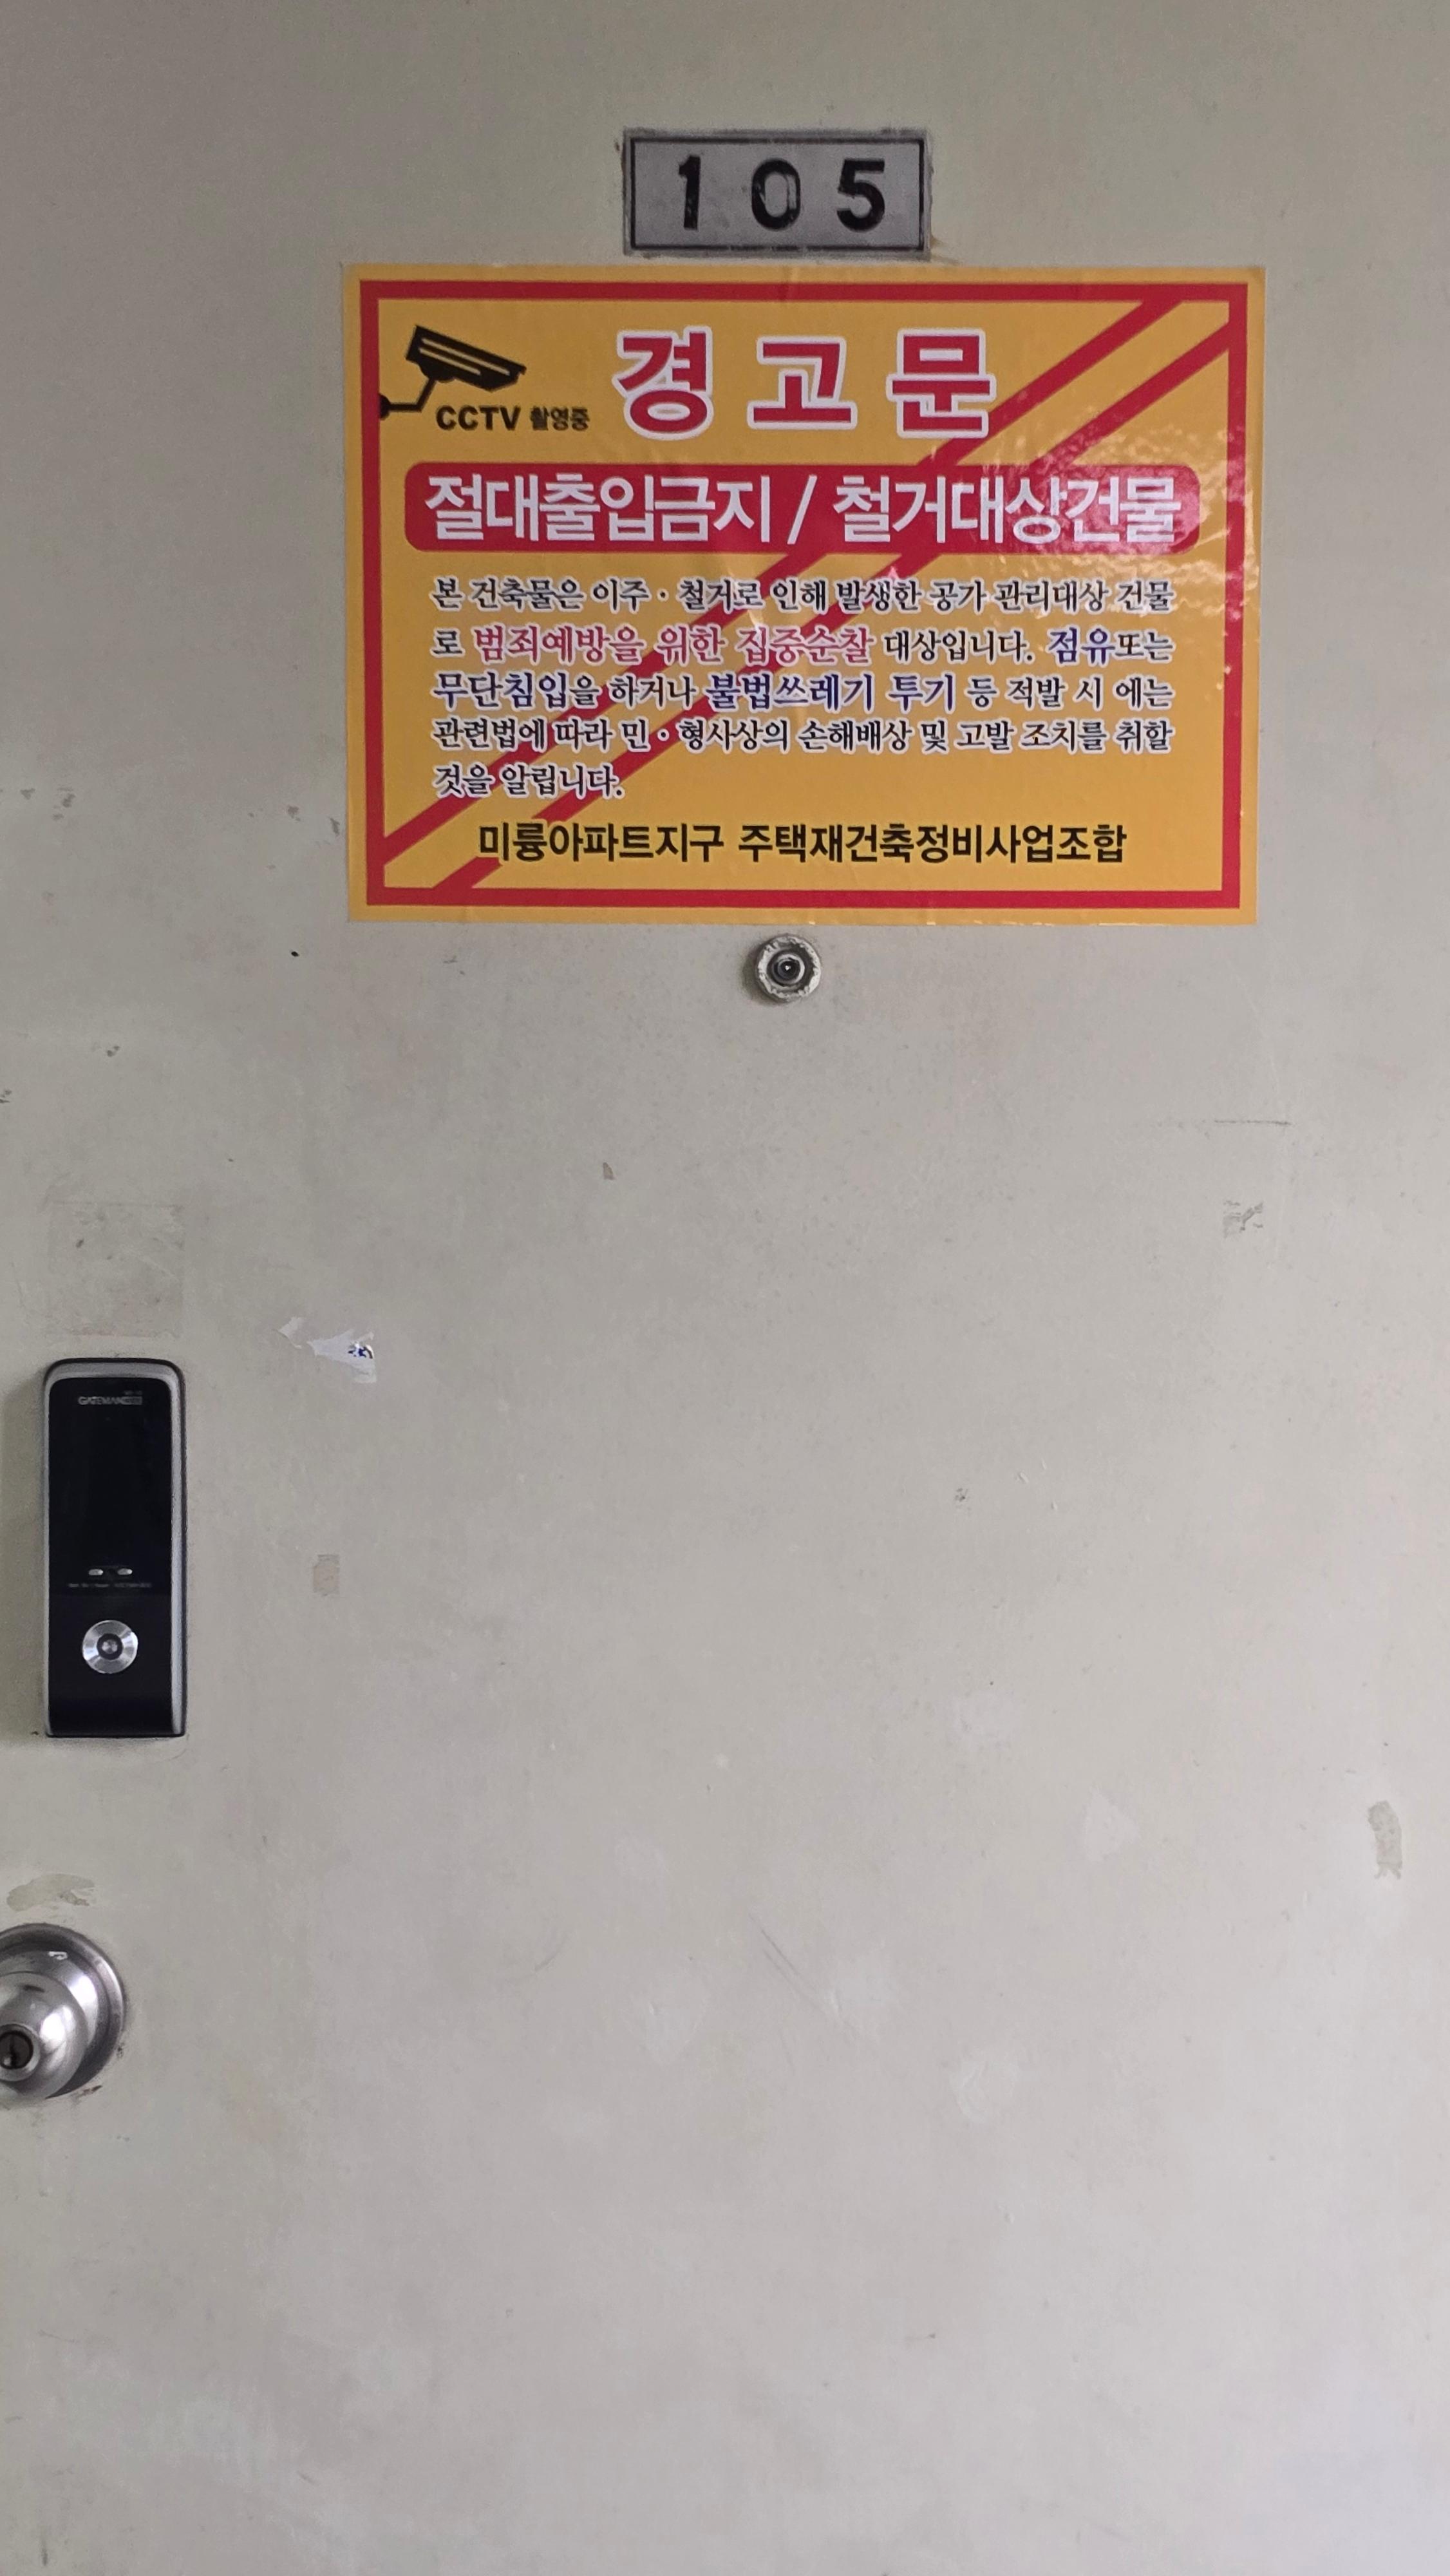 105
경고문
CCTV 촬영중
절대출입금지 / 철거대상건물
본 건축물은 이주·철거로 인해 발생한 공가 관리대상 건물
로 범죄예방을 위한 집중순찰 대상입니다. 점유또는
무단침입을 하거나 불법쓰레기 투기 등 적발 시 에는
관련법에 따라 민·형사상의 손해배상 및 고발 조치를 취할
것을 알립니다.
미륭아파트지구 주택재건축정비사업조합
GATEMAN